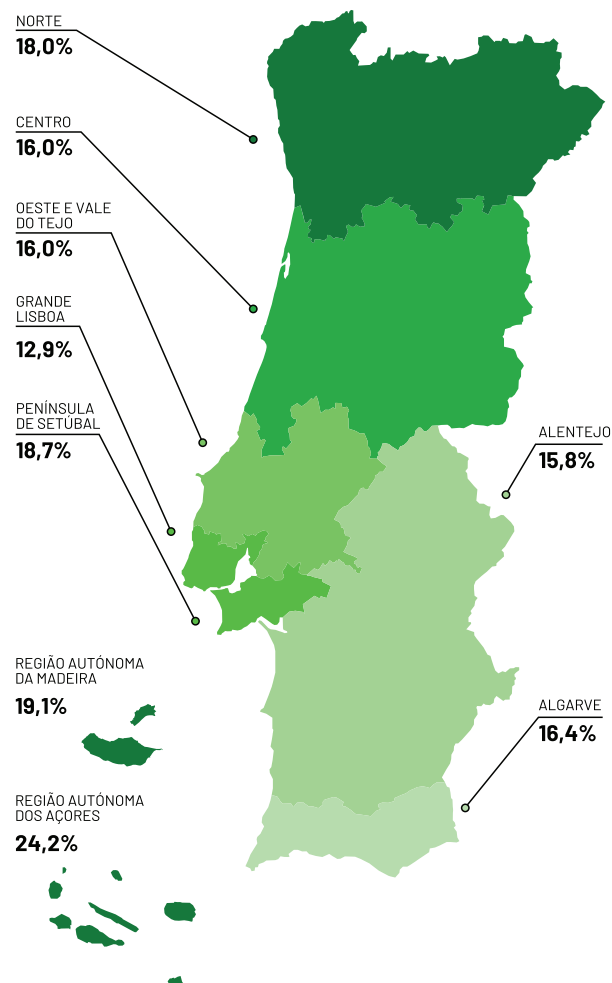 NORTE
18,0%
CENTRO
16,0%
OESTE E VALE
DO TEJO
16,0%
GRANDE
LISBOA
12,9%
PENÍNSULA
DE SETÚBAL
18,7%
ALENTEJO
15,8%
REGIÃO AUTÓNOMA
DA MADEIRA
19,1%
ALGARVE
16,4%
REGIÃO AUTÓNOMA
DOS AÇORES
24,2%